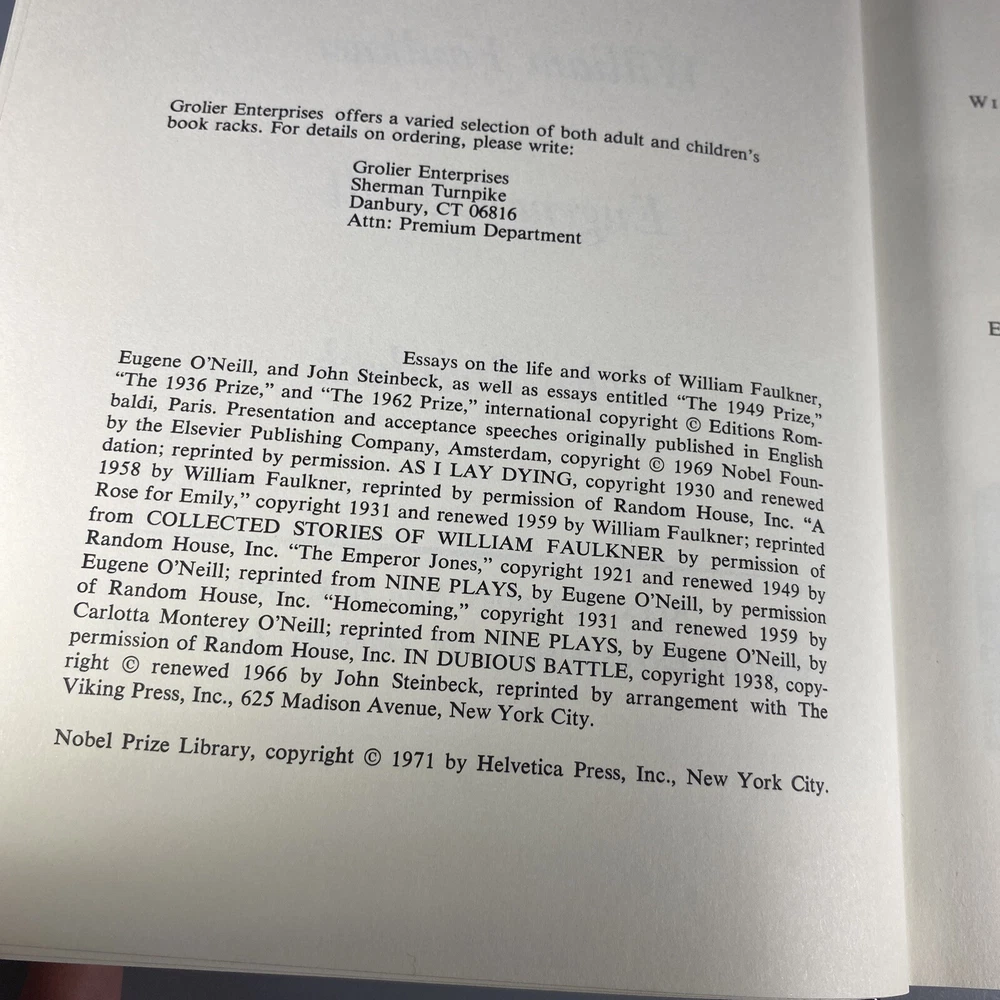 Grolier Enterprises offers a varied selection of both adult and children's
book racks. For details on ordering, please write:
Grolier Enterprises
Sherman Turnpike
Danbury, CT 06816
Attn: Premium Department
Essays on the life and works of William Faulkner,
Eugene O'Neill, and John Steinbeck, as well as essays entitled “The 1949 Prize,”
“The 1936 Prize,” and “The 1962 Prize,” international copyright © Editions Rom-
baldi, Paris. Presentation and acceptance speeches originally published in English
by the Elsevier Publishing Company, Amsterdam, copyright © 1969 Nobel Foun-
dation; reprinted by permission. AS I LAY DYING, copyright 1930 and renewed
1958 by William Faulkner, reprinted by permission of Random House, Inc. “A
Rose for Emily,” copyright 1931 and renewed 1959 by William Faulkner; reprinted
from COLLECTED STORIES OF WILLIAM FAULKNER by permission of
Random House, Inc. “The Emperor Jones,” copyright 1921 and renewed 1949 by
Eugene O'Neill; reprinted from NINE PLAYS, by Eugene O'Neill, by permission
of Random House, Inc. “Homecoming,” copyright 1931 and renewed 1959 by
Carlotta Monterey O'Neill; reprinted from NINE PLAYS, by Eugene O'Neill, by
permission of Random House, Inc. IN DUBIOUS BATTLE, copyright 1938, copy-
right © renewed 1966 by John Steinbeck, reprinted by arrangement with The
Viking Press, Inc., 625 Madison Avenue, New York City.
Nobel Prize Library, copyright © 1971 by Helvetica Press, Inc., New York City.